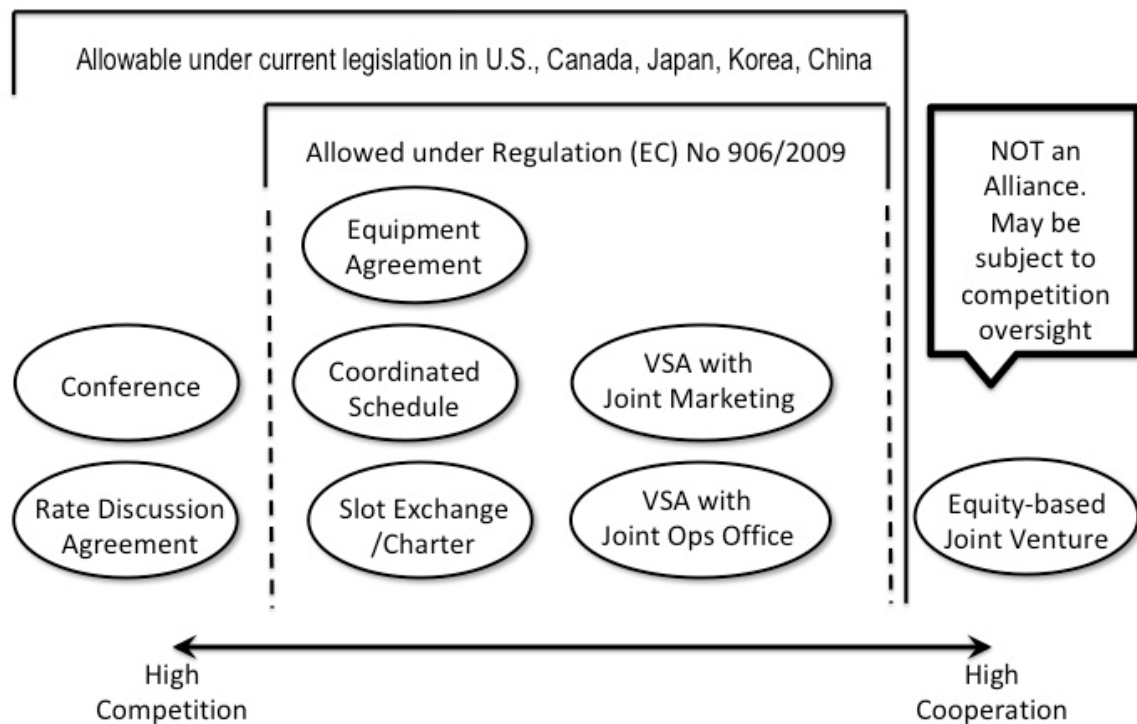 Allowable under current legislation in U.S., Canada, Japan, Korea, China
Allowed under Regulation (EC) No 906/2009
NOT an
Alliance.
May be
subject to
competition
oversight
Equipment
Agreement
Conference
Coordinated
Schedule
VSA with
Joint Marketing
Rate Discussion
Agreement
Slot Exchange
/Charter
VSA with
Joint Ops Office
Equity-based
Joint Venture
High
Competition
High
Cooperation